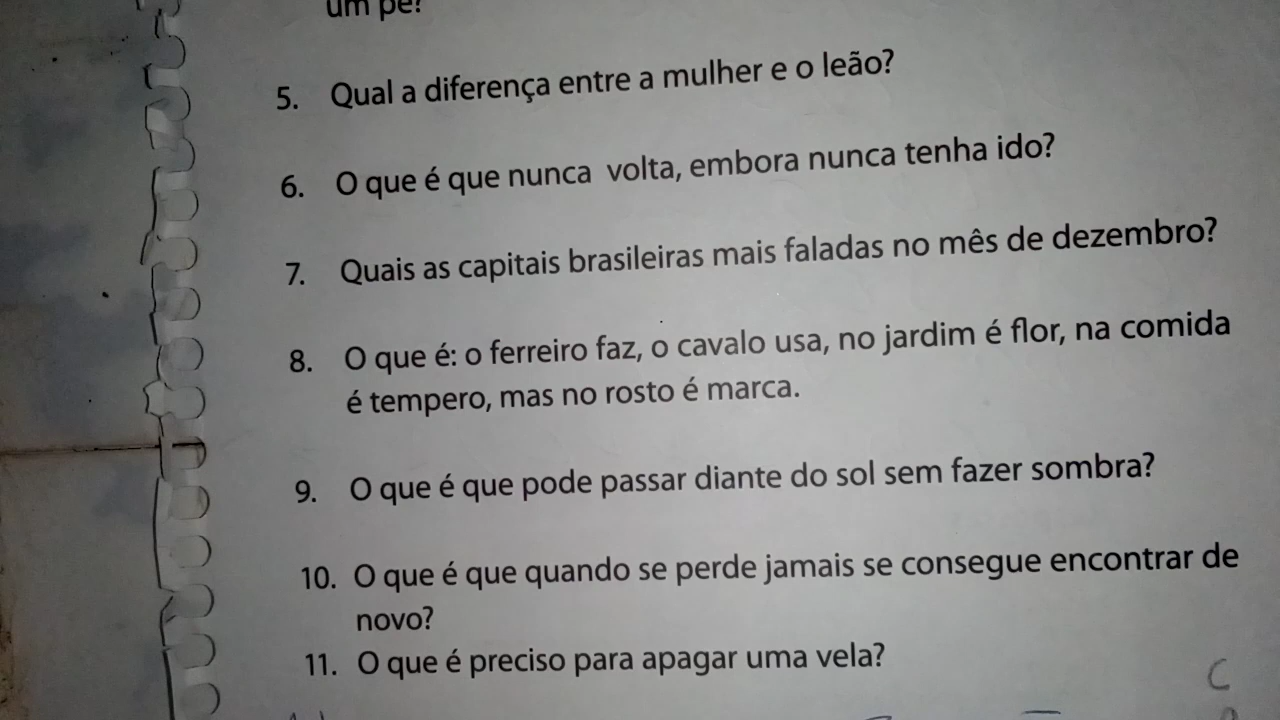 um pé?
5. Qual a diferença entre a mulher e o leão?
6. O que é que nunca volta, embora nunca tenha ido?
7. Quais as capitais brasileiras mais faladas no mês de dezembro?
8. O que é: o ferreiro faz, o cavalo usa, no jardim é flor, na comida
é tempero, mas no rosto é marca.
9. O que é que pode passar diante do sol sem fazer sombra?
10. O que é que quando se perde jamais se consegue encontrar de
novo?
11. O que é preciso para apagar uma vela?
C